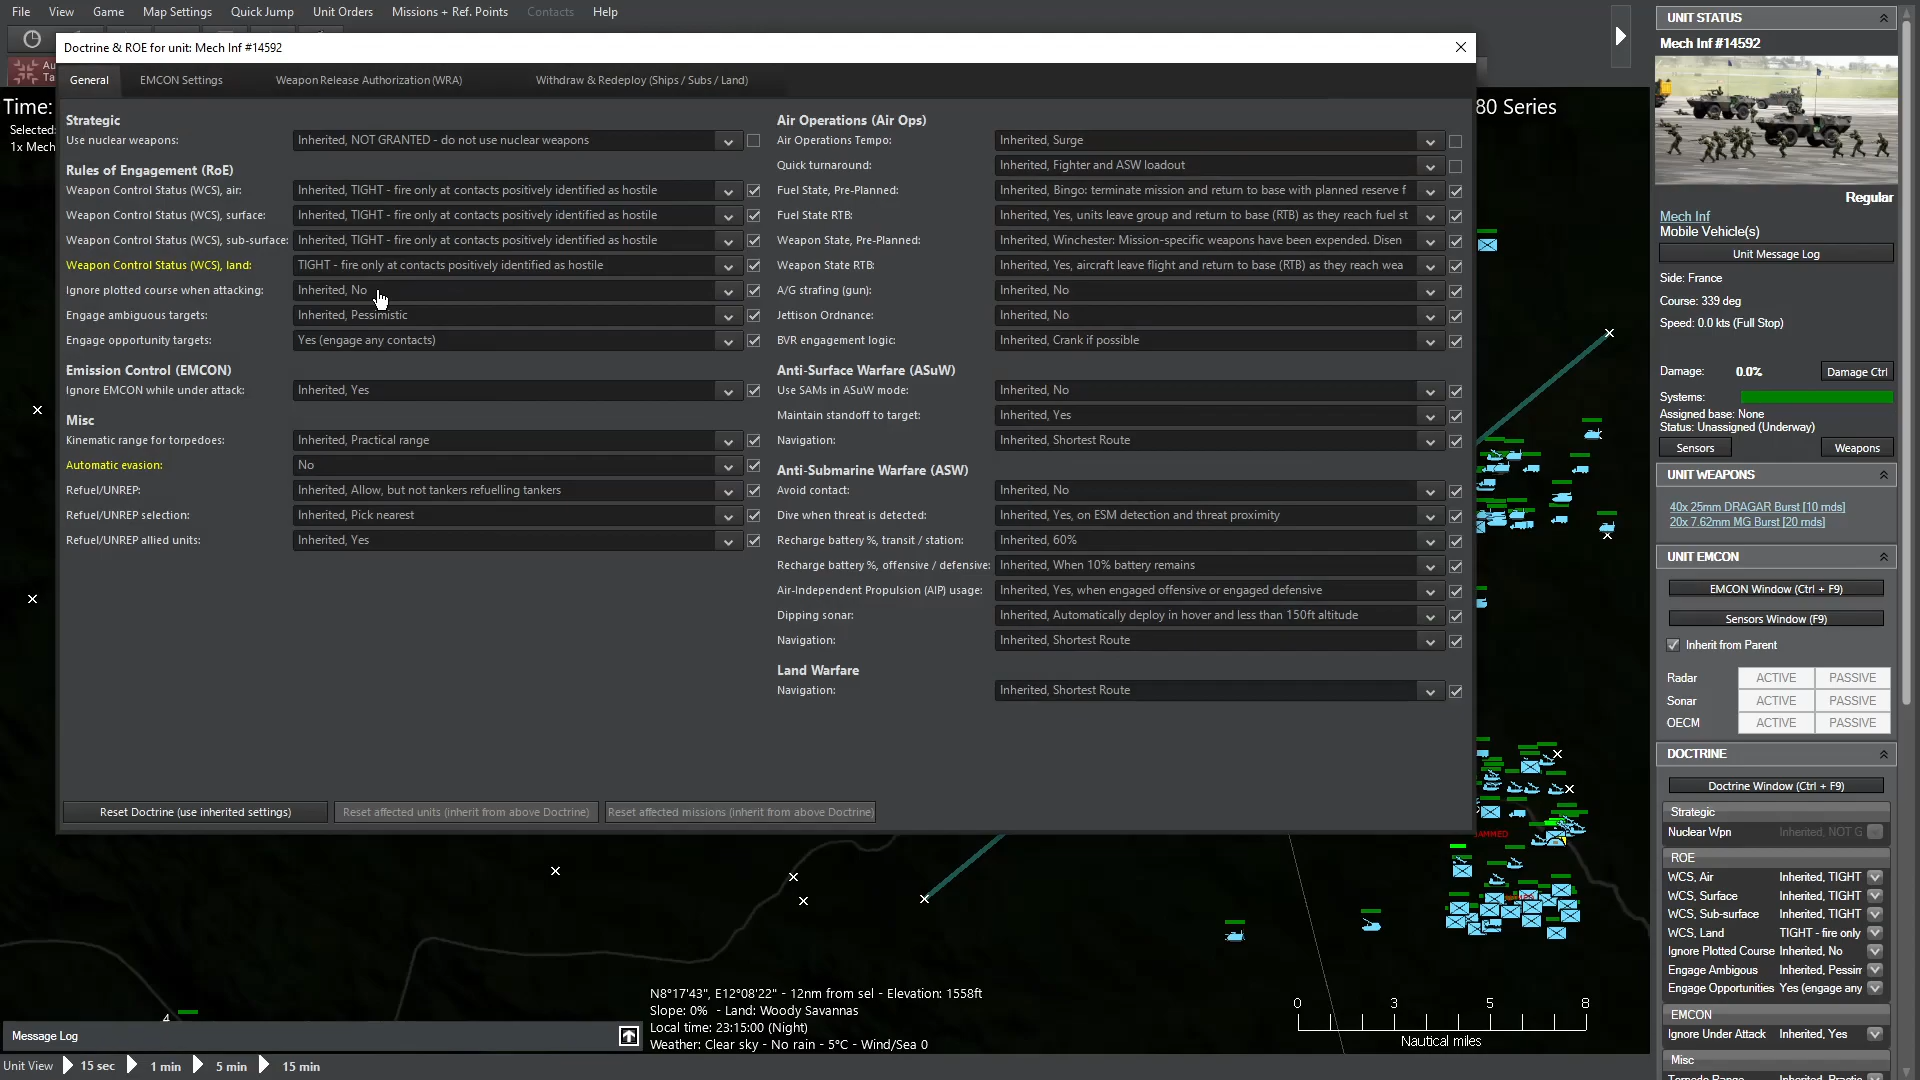 File View Game Map Settings Quick Jump Unit Orders Missions + Ref. Points Contacts Help
Doctrine & ROE for unit: Mech Inf #14592
General EMCON Settings Weapon Release Authorization (WRA) Withdraw & Redeploy (Ships / Subs / Land)
Au
Ta
Time:
Selected:
1x Mech
80 Series
Strategic
Use nuclear weapons: Inherited, NOT GRANTED - do not use nuclear weapons
Rules of Engagement (RoE)
Weapon Control Status (WCS), air: Inherited, TIGHT - fire only at contacts positively identified as hostile
Weapon Control Status (WCS), surface: Inherited, TIGHT - fire only at contacts positively identified as hostile
Weapon Control Status (WCS), sub-surface: Inherited, TIGHT - fire only at contacts positively identified as hostile
Weapon Control Status (WCS), land: TIGHT - fire only at contacts positively identified as hostile
Ignore plotted course when attacking: Inherited, No
Engage ambiguous targets: Inherited, Pessimistic
Engage opportunity targets: Yes (engage any contacts)
Emission Control (EMCON)
Ignore EMCON while under attack: Inherited, Yes
Misc
Kinematic range for torpedoes: Inherited, Practical range
Automatic evasion: No
Refuel/UNREP: Inherited, Allow, but not tankers refuelling tankers
Refuel/UNREP selection: Inherited, Pick nearest
Refuel/UNREP allied units: Inherited, Yes
Air Operations (Air Ops)
Air Operations Tempo: Inherited, Surge
Quick turnaround: Inherited, Fighter and ASW loadout
Fuel State, Pre-Planned: Inherited, Bingo: terminate mission and return to base with planned reserve f
Fuel State RTB: Inherited, Yes, units leave group and return to base (RTB) as they reach fuel st
Weapon State, Pre-Planned: Inherited, Winchester: Mission-specific weapons have been expended. Disen
Weapon State RTB: Inherited, Yes, aircraft leave flight and return to base (RTB) as they reach wea
A/G strafing (gun): Inherited, No
Jettison Ordnance: Inherited, No
BVR engagement logic: Inherited, Crank if possible
Anti-Surface Warfare (ASuW)
Use SAMs in ASuW mode: Inherited, No
Maintain standoff to target: Inherited, Yes
Navigation: Inherited, Shortest Route
Anti-Submarine Warfare (ASW)
Avoid contact: Inherited, No
Dive when threat is detected: Inherited, Yes, on ESM detection and threat proximity
Recharge battery %, transit / station: Inherited, 60%
Recharge battery %, offensive / defensive: Inherited, When 10% battery remains
Air-Independent Propulsion (AIP) usage: Inherited, Yes, when engaged offensive or engaged defensive
Dipping sonar: Inherited, Automatically deploy in hover and less than 150ft altitude
Navigation: Inherited, Shortest Route
Land Warfare
Navigation: Inherited, Shortest Route
Reset Doctrine (use inherited settings) Reset affected units (inherit from above Doctrine) Reset affected missions (inherit from above Doctrine)
AMMED
4
N8°17'43", E12°08'22" - 12nm from sel - Elevation: 1558ft
Slope: 0% - Land: Woody Savannas
Local time: 23:15:00 (Night)
Weather: Clear sky - No rain - 5°C - Wind/Sea 0
0 3 5 8
Nautical miles
Message Log
Unit View 15 sec 1 min 5 min 15 min
UNIT STATUS
Mech Inf #14592
Regular
Mech Inf
Mobile Vehicle(s)
Unit Message Log
Side: France
Course: 339 deg
Speed: 0.0 kts (Full Stop)
Damage: 0.0% Damage Ctrl
Systems:
Assigned base: None
Status: Unassigned (Underway)
Sensors Weapons
UNIT WEAPONS
40x 25mm DRAGAR Burst [10 rnds]
20x 7.62mm MG Burst [20 rnds]
UNIT EMCON
EMCON Window (Ctrl + F9)
Sensors Window (F9)
Inherit from Parent
Radar ACTIVE PASSIVE
Sonar ACTIVE PASSIVE
OECM ACTIVE PASSIVE
DOCTRINE
Doctrine Window (Ctrl + F9)
Strategic
Nuclear Wpn Inherited, NOT G
ROE
WCS, Air Inherited, TIGHT
WCS, Surface Inherited, TIGHT
WCS, Sub-surface Inherited, TIGHT
WCS, Land TIGHT - fire only
Ignore Plotted Course Inherited, No
Engage Ambiguous Inherited, Pessim
Engage Opportunities Yes (engage any
EMCON
Ignore Under Attack Inherited, Yes
Misc